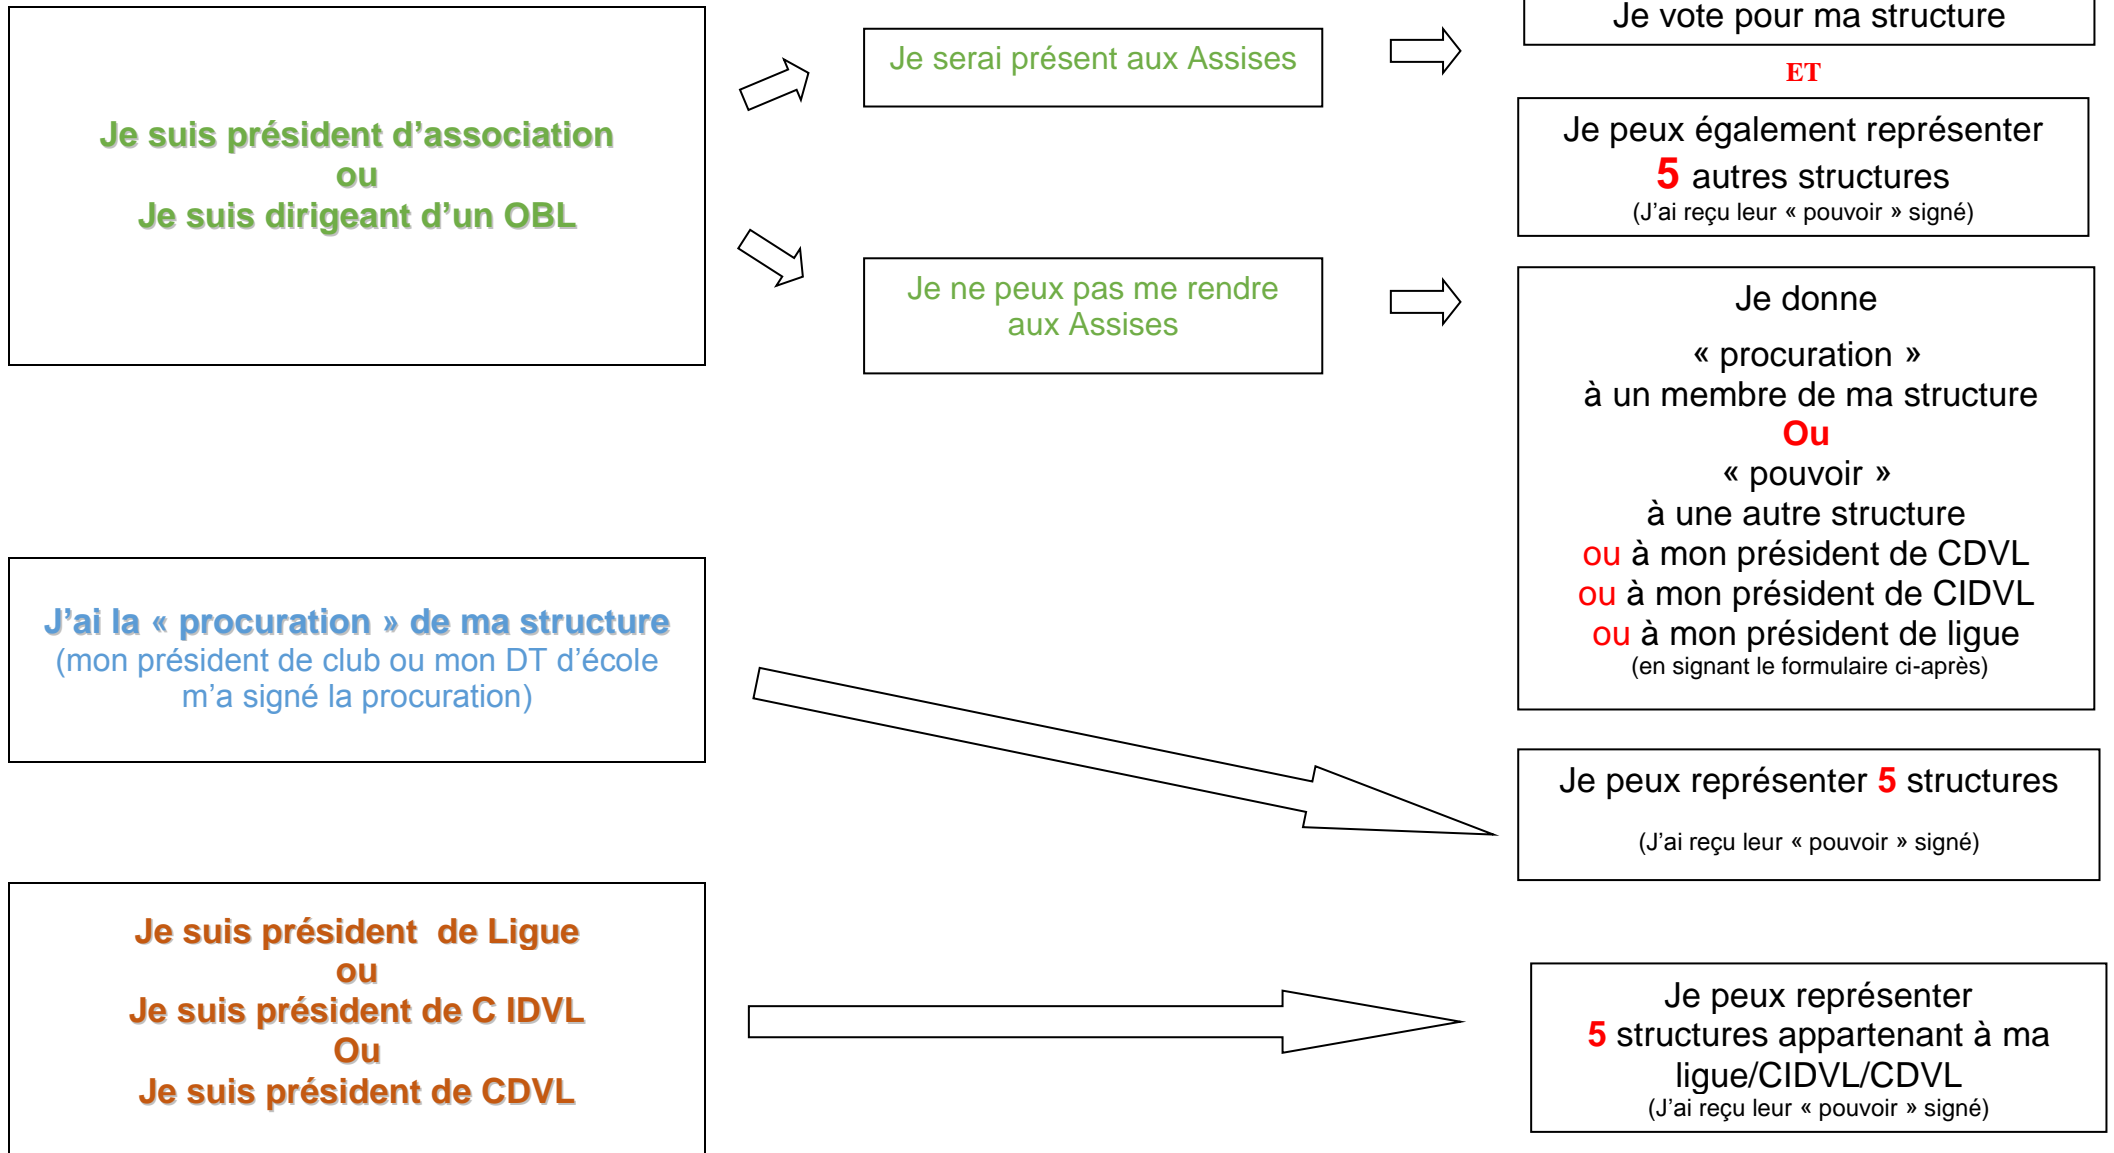 Je suis président d’association
ou
Je suis dirigeant d’un OBL
Je serai présent aux Assises
Je vote pour ma structure
ET
Je peux également représenter
5 autres structures
(J’ai reçu leur « pouvoir » signé)
Je ne peux pas me rendre
aux Assises
Je donne
« procuration »
à un membre de ma structure
Ou
« pouvoir »
à une autre structure
ou à mon président de CDVL
ou à mon président de CIDVL
ou à mon président de ligue
(en signant le formulaire ci-après)
J’ai la « procuration » de ma structure
(mon président de club ou mon DT d’école
m’a signé la procuration)
Je peux représenter 5 structures
(J’ai reçu leur « pouvoir » signé)
Je suis président  de Ligue
ou
Je suis président de C IDVL
Ou
Je suis président de CDVL
Je peux représenter
5 structures appartenant à ma
ligue/CIDVL/CDVL
(J’ai reçu leur « pouvoir » signé)